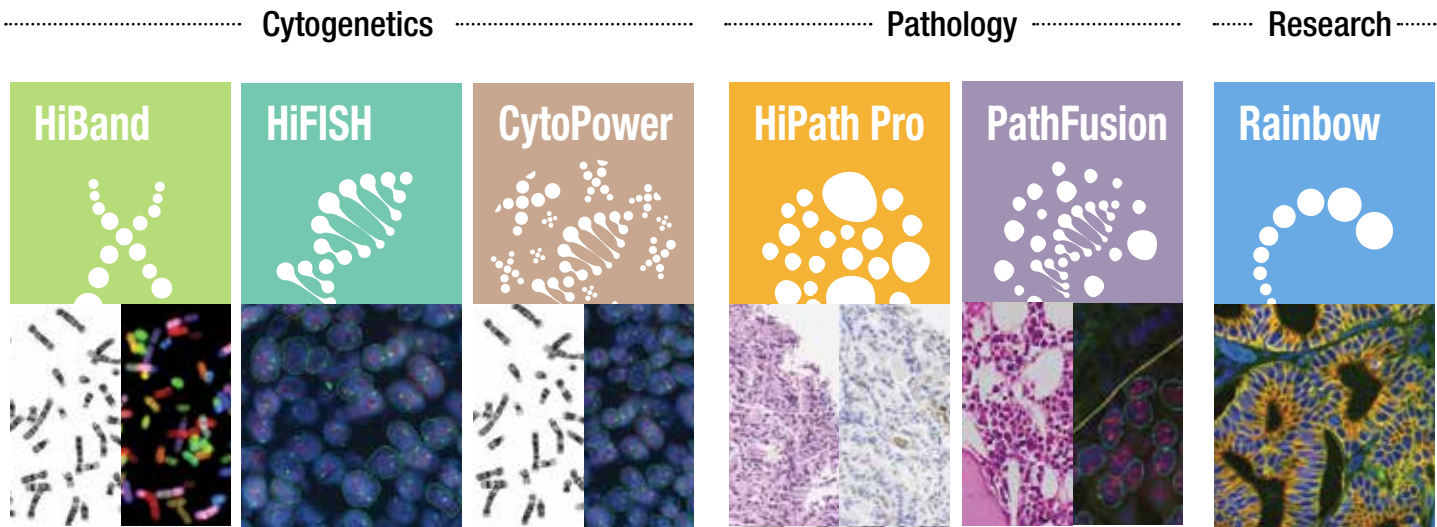 Cytogenetics
Pathology
Research
HiBand
HiFISH
CytoPower
HiPath Pro
PathFusion
Rainbow